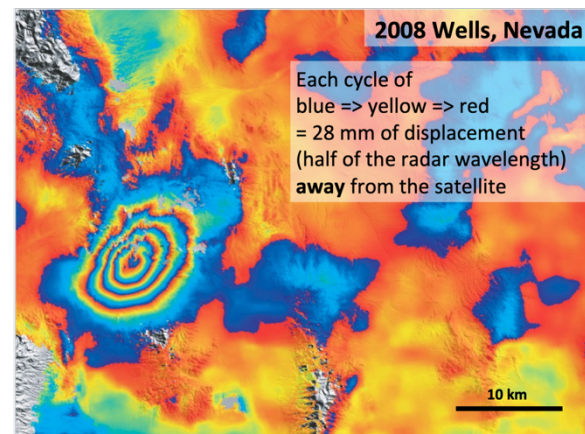 2008 Wells, Nevada
Each cycle of
blue => yellow => red
= 28 mm of displacement
(half of the radar wavelength)
away from the satellite
10 km